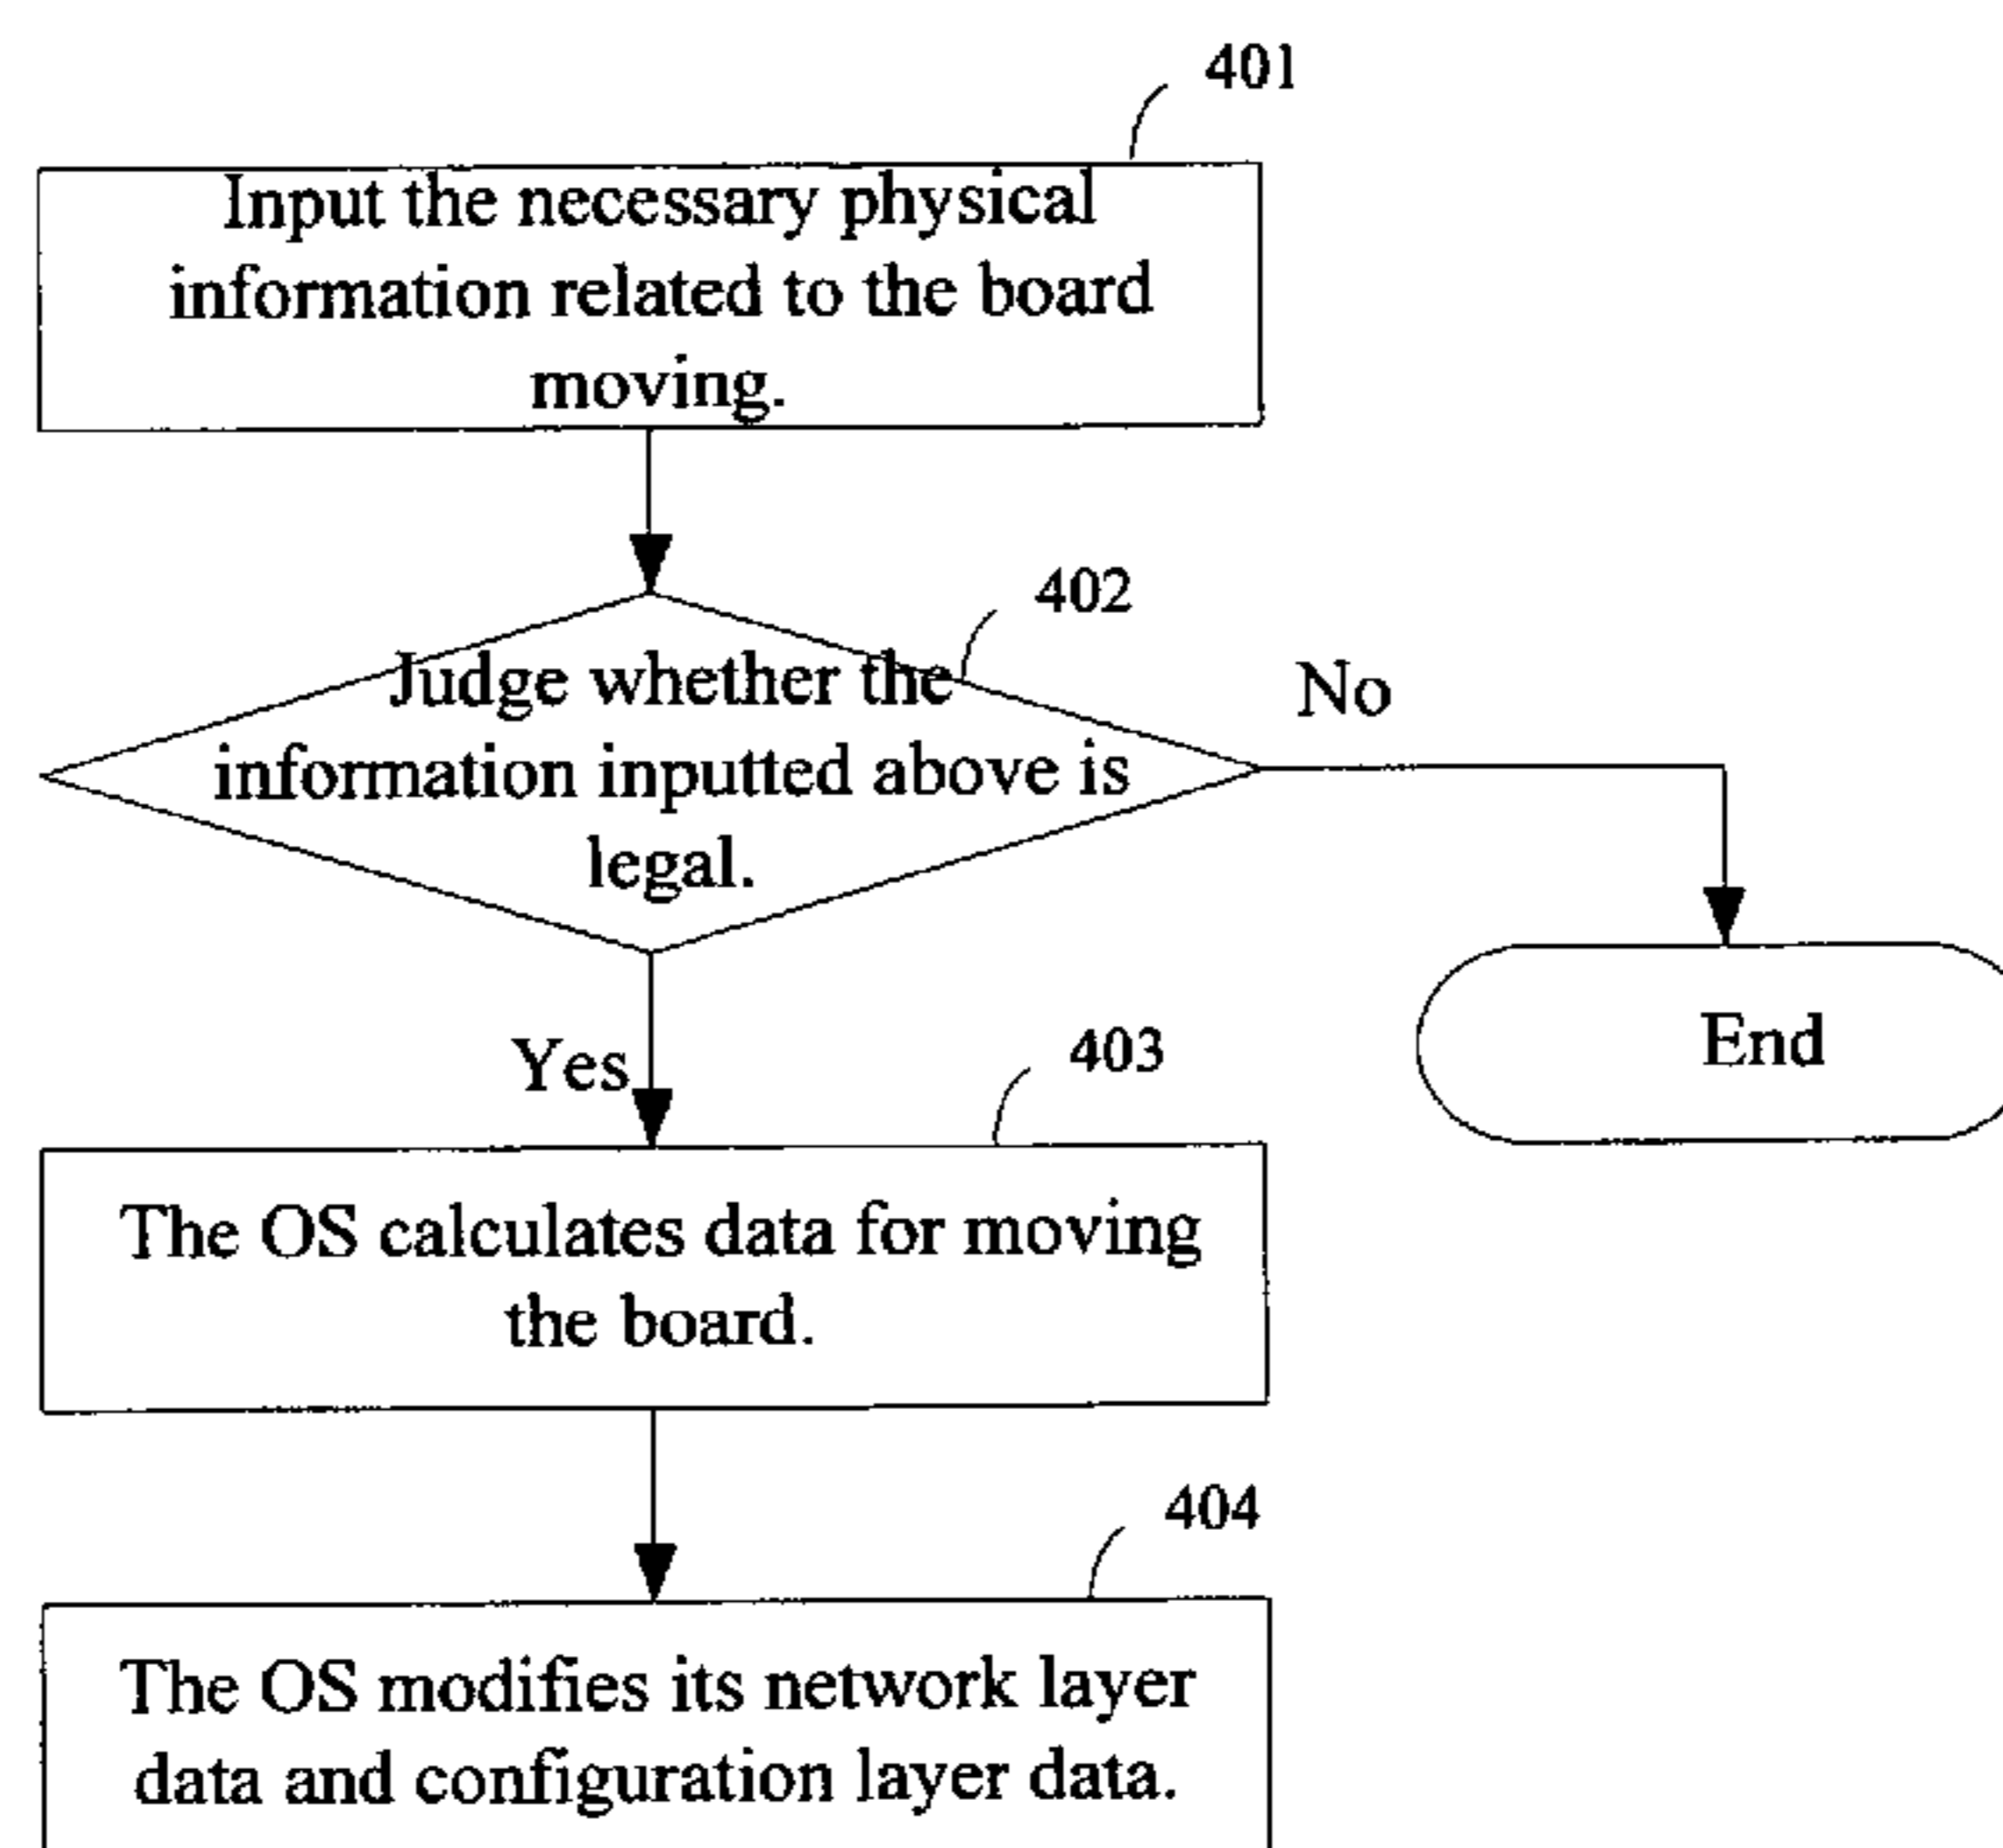 401
Input the necessary physical
information related to the board
moving.
402
Judge whether the
information inputted above is
legal.
No
Yes
End
403
The OS calculates data for moving
the board.
404
The OS modifies its network layer
data and configuration layer data.